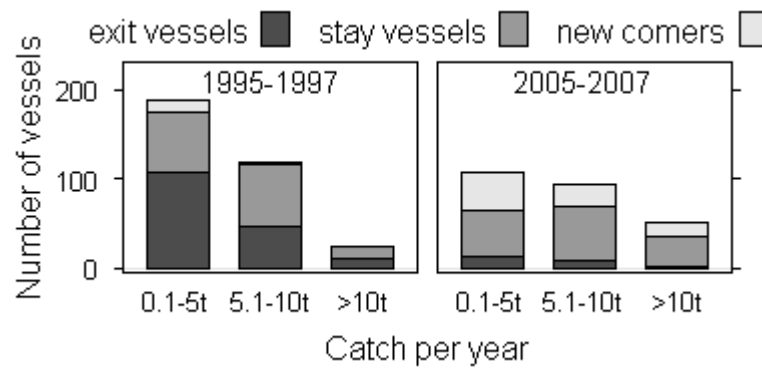 exit vessels stay vessels new comers
1995-1997 2005-2007
Number of vessels
200
100
0
0.1-5t 5.1-10t >10t 0.1-5t 5.1-10t >10t
Catch per year